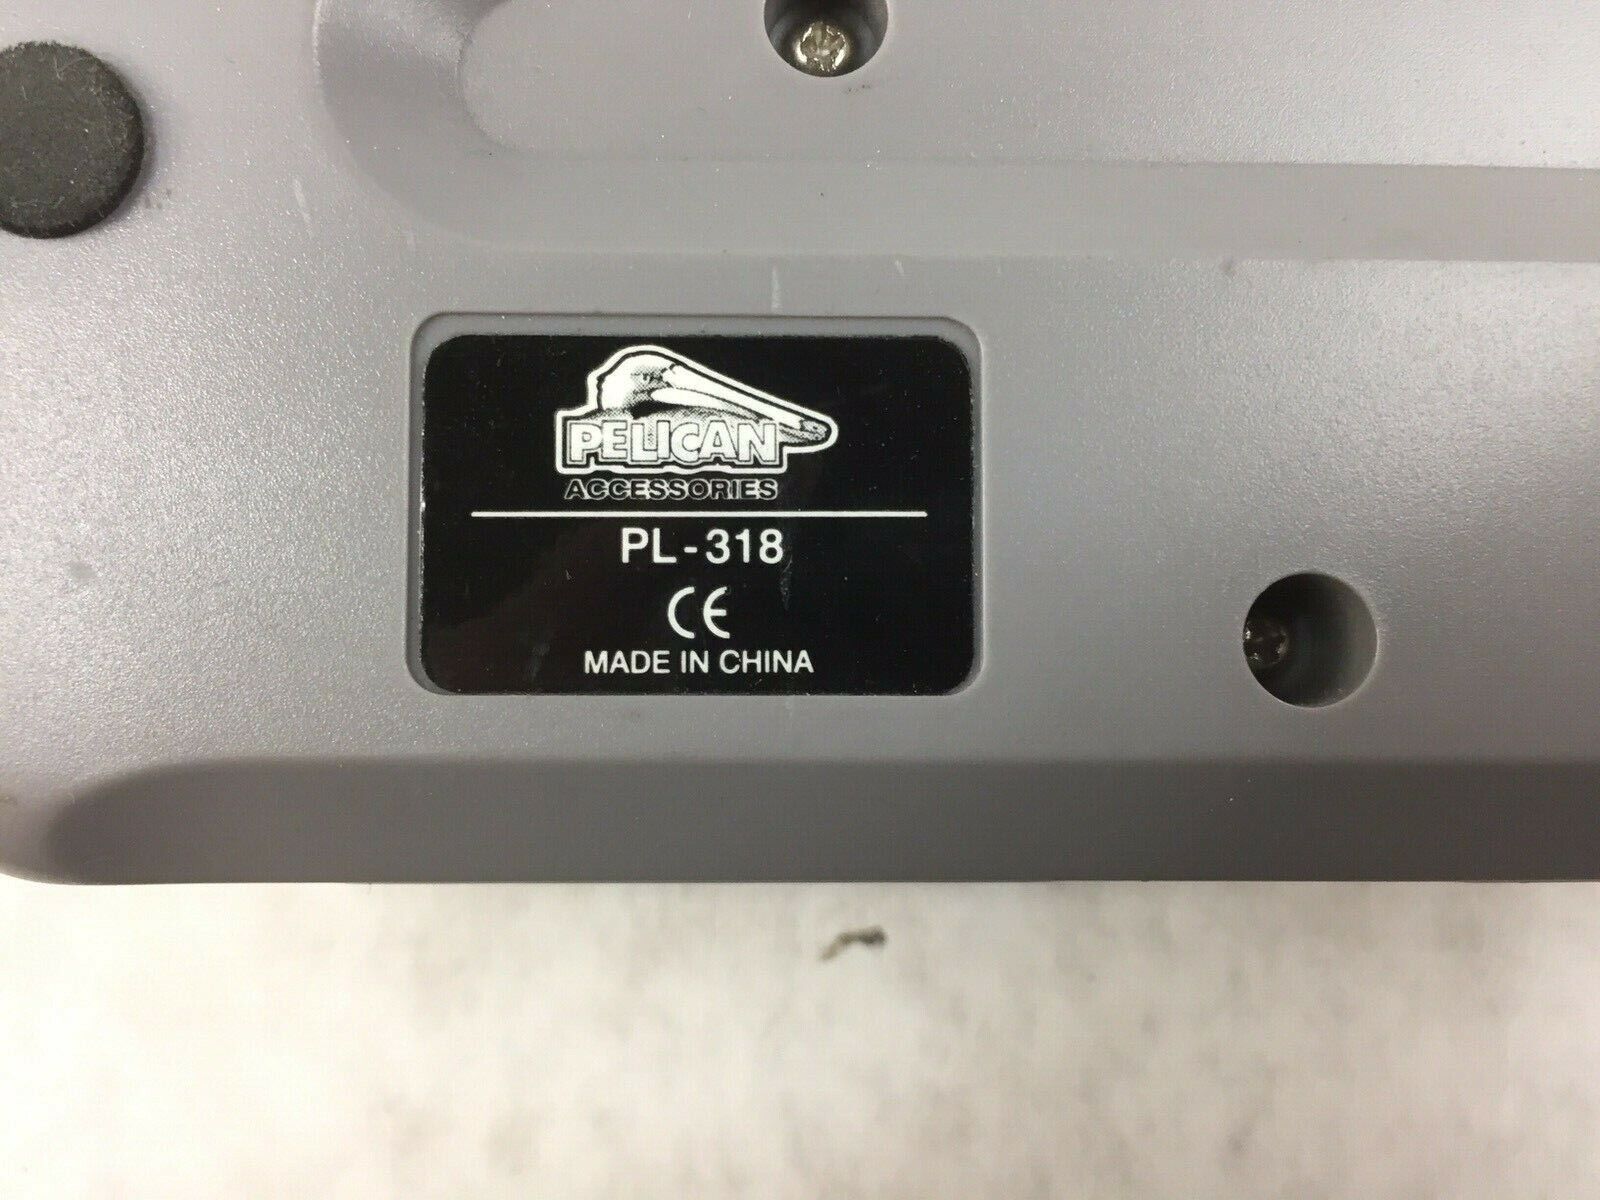 PELICAN
ACCESSORIES
PL-318
CE
MADE IN CHINA